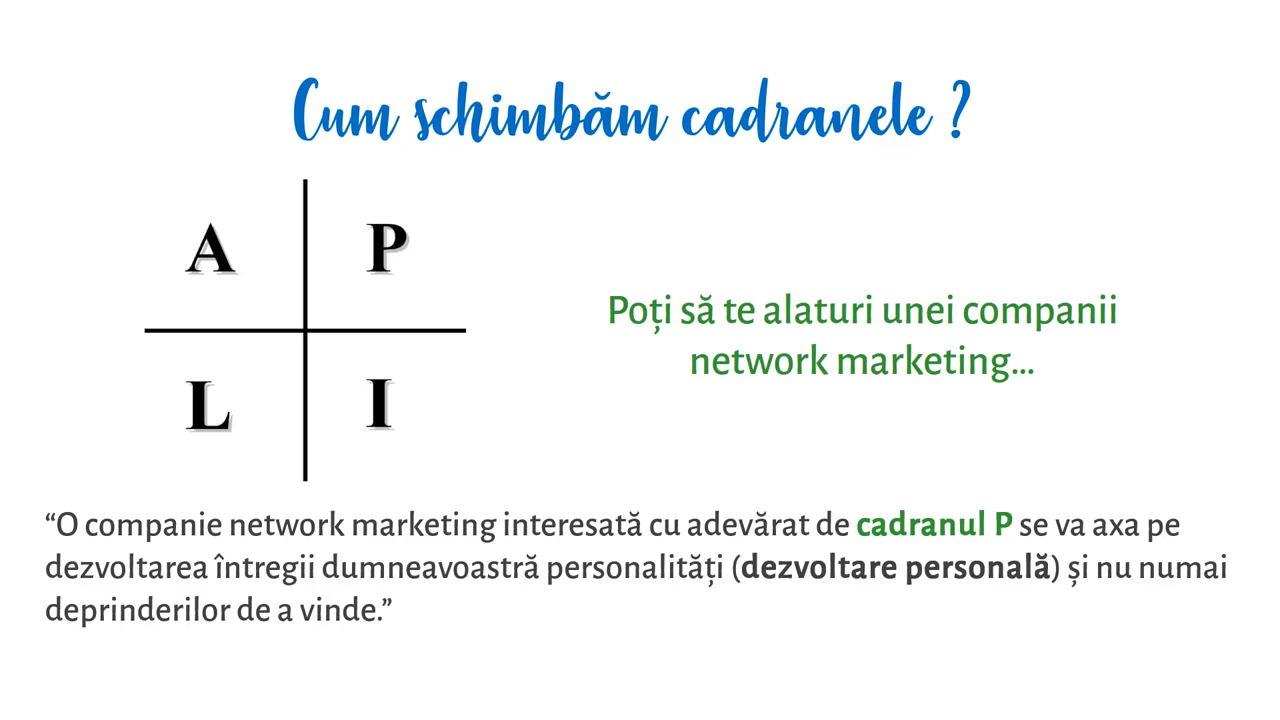 Cum schimbăm cadranele ?
A P
L I
Poți să te alaturi unei companii
network marketing...
“O companie network marketing interesată cu adevărat de cadranul P se va axa pe
dezvoltarea întregii dumneavoastră personalități (dezvoltare personală) și nu numai
deprinderilor de a vinde.”